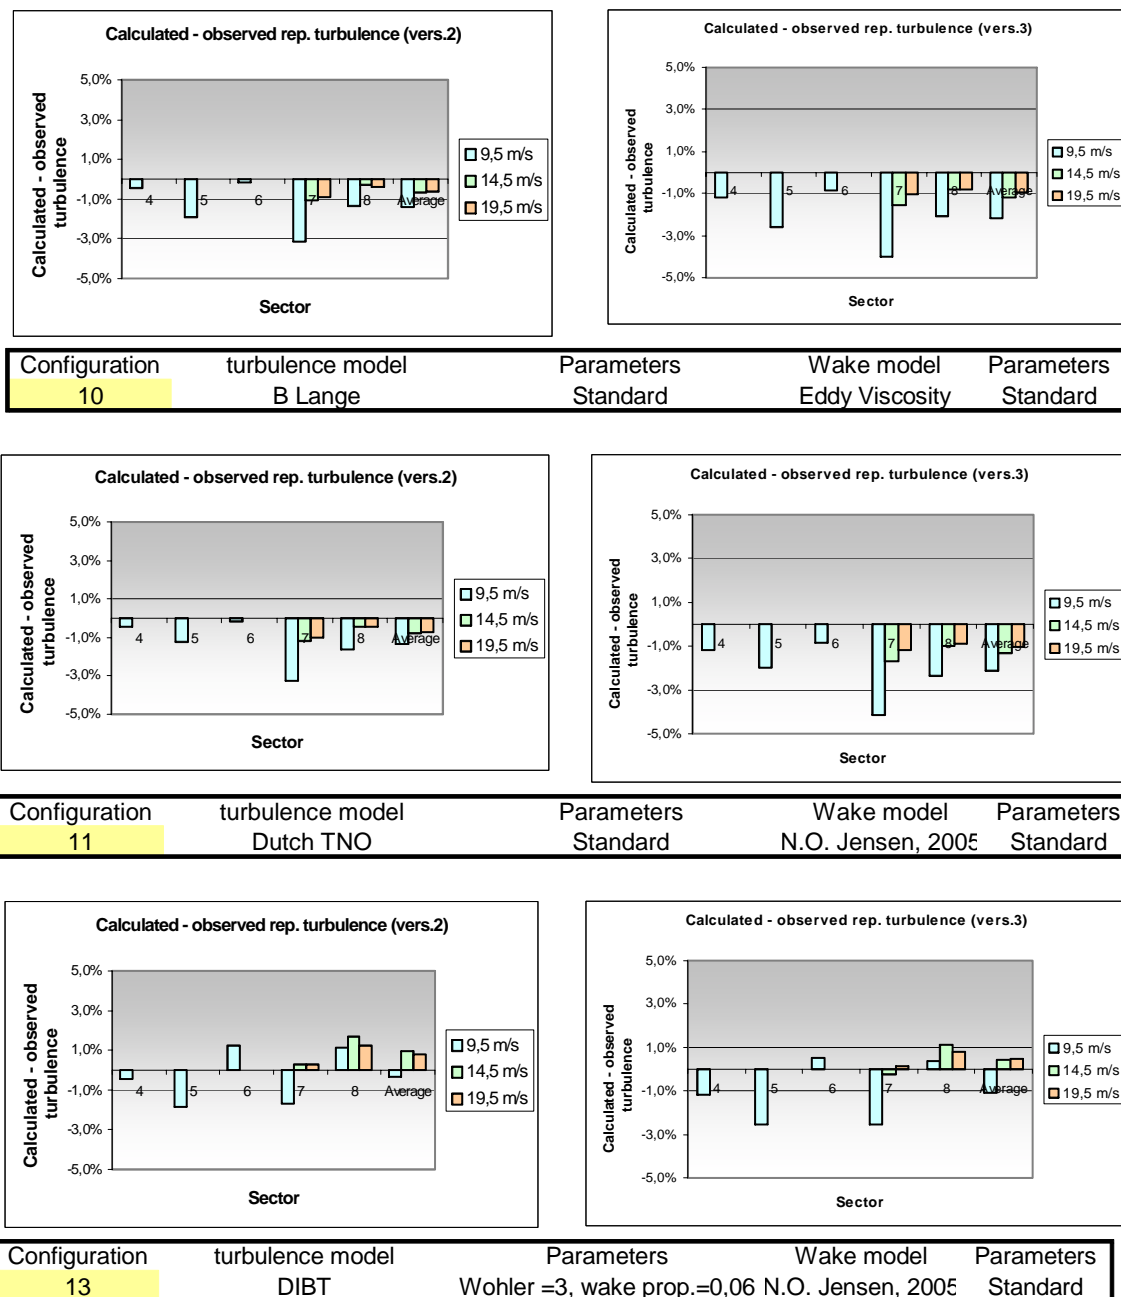 Calculated - observed rep. turbulence (vers.2)
5,0%
3,0%
1,0%
-1,0%
-3,0%
-5,0%
Calculated - observed
turbulence
4 5 6 7 8 Average
Sector
9,5 m/s
14,5 m/s
19,5 m/s
Calculated - observed rep. turbulence (vers.3)
5,0%
3,0%
1,0%
-1,0%
-3,0%
-5,0%
Calculated - observed
turbulence
4 5 6 7 8 Average
Sector
9,5 m/s
14,5 m/s
19,5 m/s
Configuration turbulence model Parameters Wake model Parameters
10 B Lange Standard Eddy Viscosity Standard
Calculated - observed rep. turbulence (vers.2)
5,0%
3,0%
1,0%
-1,0%
-3,0%
-5,0%
Calculated - observed
turbulence
4 5 6 7 8 Average
Sector
9,5 m/s
14,5 m/s
19,5 m/s
Calculated - observed rep. turbulence (vers.3)
5,0%
3,0%
1,0%
-1,0%
-3,0%
-5,0%
Calculated - observed
turbulence
4 5 6 7 8 Average
Sector
9,5 m/s
14,5 m/s
19,5 m/s
Configuration turbulence model Parameters Wake model Parameters
11 Dutch TNO Standard N.O. Jensen, 2005 Standard
Calculated - observed rep. turbulence (vers.2)
5,0%
3,0%
1,0%
-1,0%
-3,0%
-5,0%
Calculated - observed
turbulence
4 5 6 7 8 Average
Sector
9,5 m/s
14,5 m/s
19,5 m/s
Calculated - observed rep. turbulence (vers.3)
5,0%
3,0%
1,0%
-1,0%
-3,0%
-5,0%
Calculated - observed
turbulence
4 5 6 7 8 Average
Sector
9,5 m/s
14,5 m/s
19,5 m/s
Configuration turbulence model Parameters Wake model Parameters
13 DIBT Wohler =3, wake prop.=0,06 N.O. Jensen, 2005 Standard